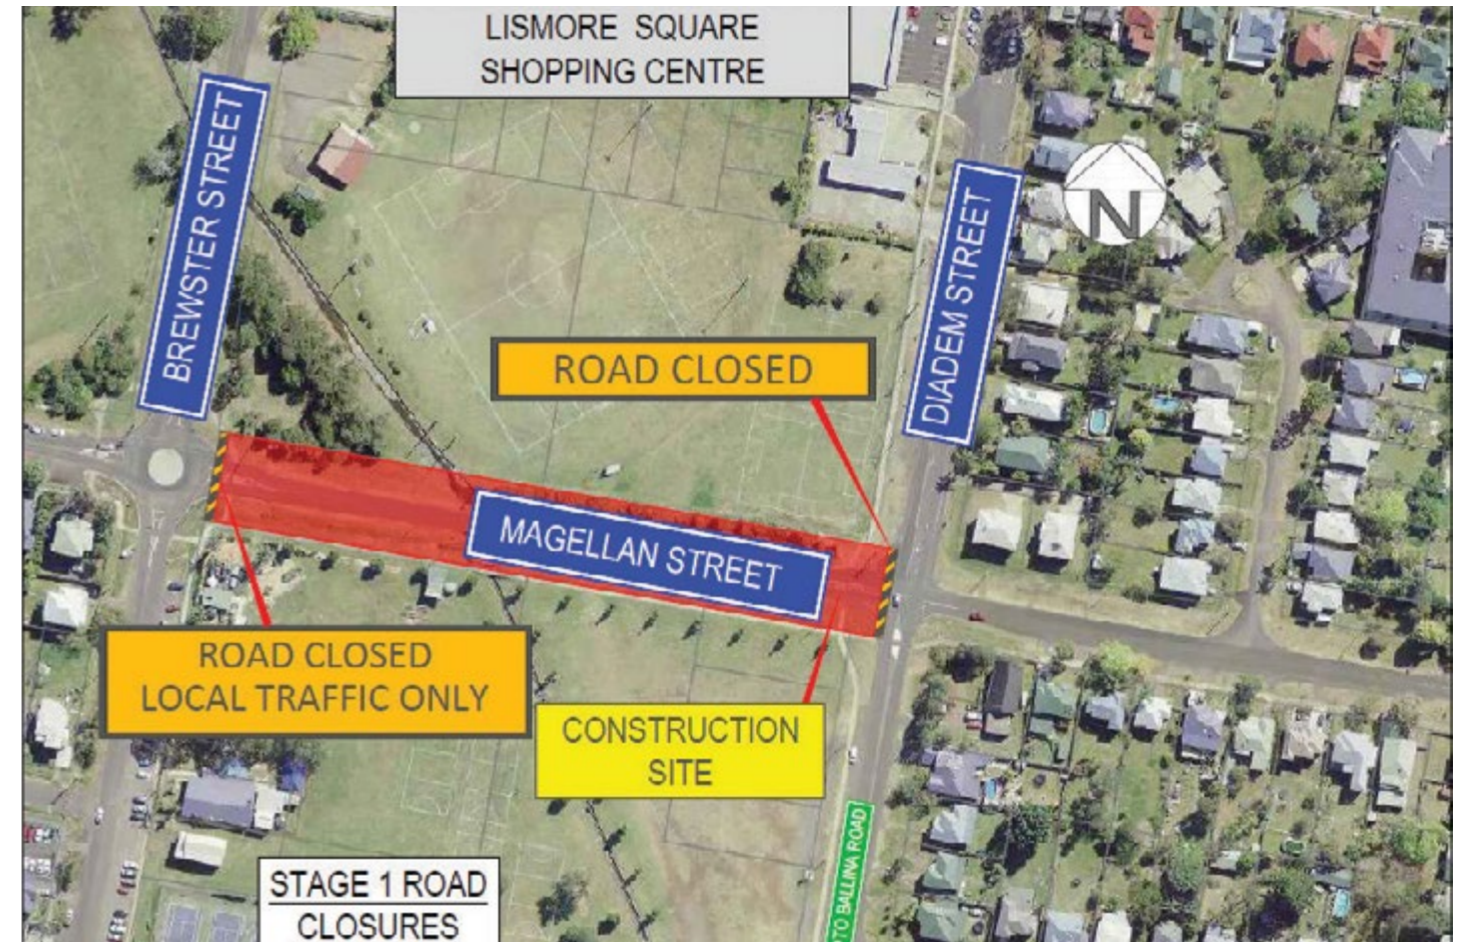 LISMORE SQUARE
SHOPPING CENTRE
BREWSTER STREET
DIADEM STREET
N
ROAD CLOSED
MAGELLAN STREET
ROAD CLOSED
LOCAL TRAFFIC ONLY
CONSTRUCTION
SITE
TO BALLINA ROAD
STAGE 1 ROAD
CLOSURES